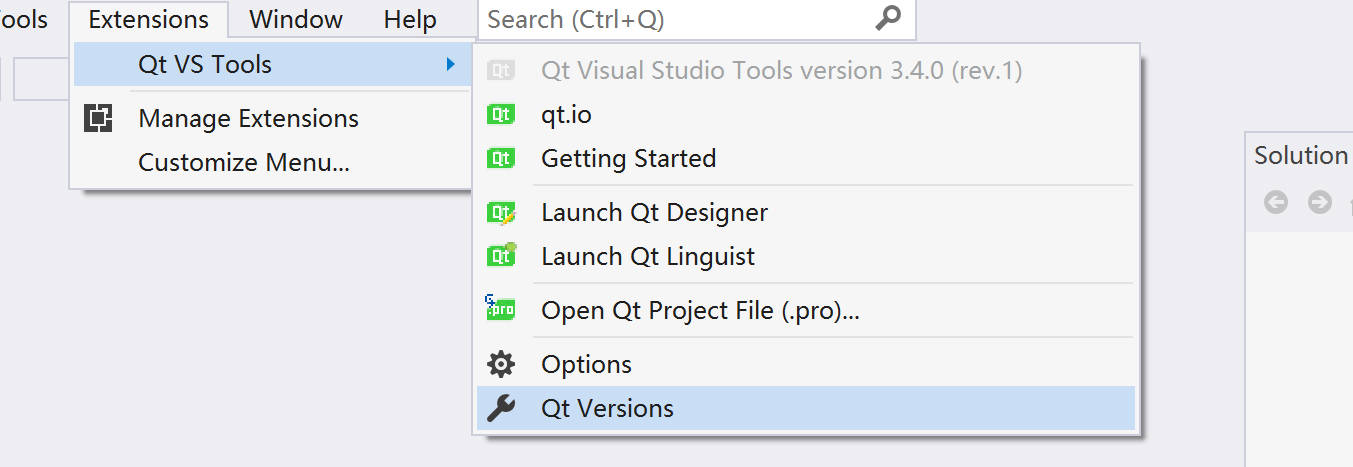 ools Extensions Window Help Search (Ctrl+Q)
Qt VS Tools
Manage Extensions
Customize Menu...
Qt Qt Visual Studio Tools version 3.4.0 (rev.1)
Qt qt.io
Qt Getting Started
Qt Launch Qt Designer
Qt Launch Qt Linguist
.pro Open Qt Project File (.pro)...
Options
Qt Versions
Solution